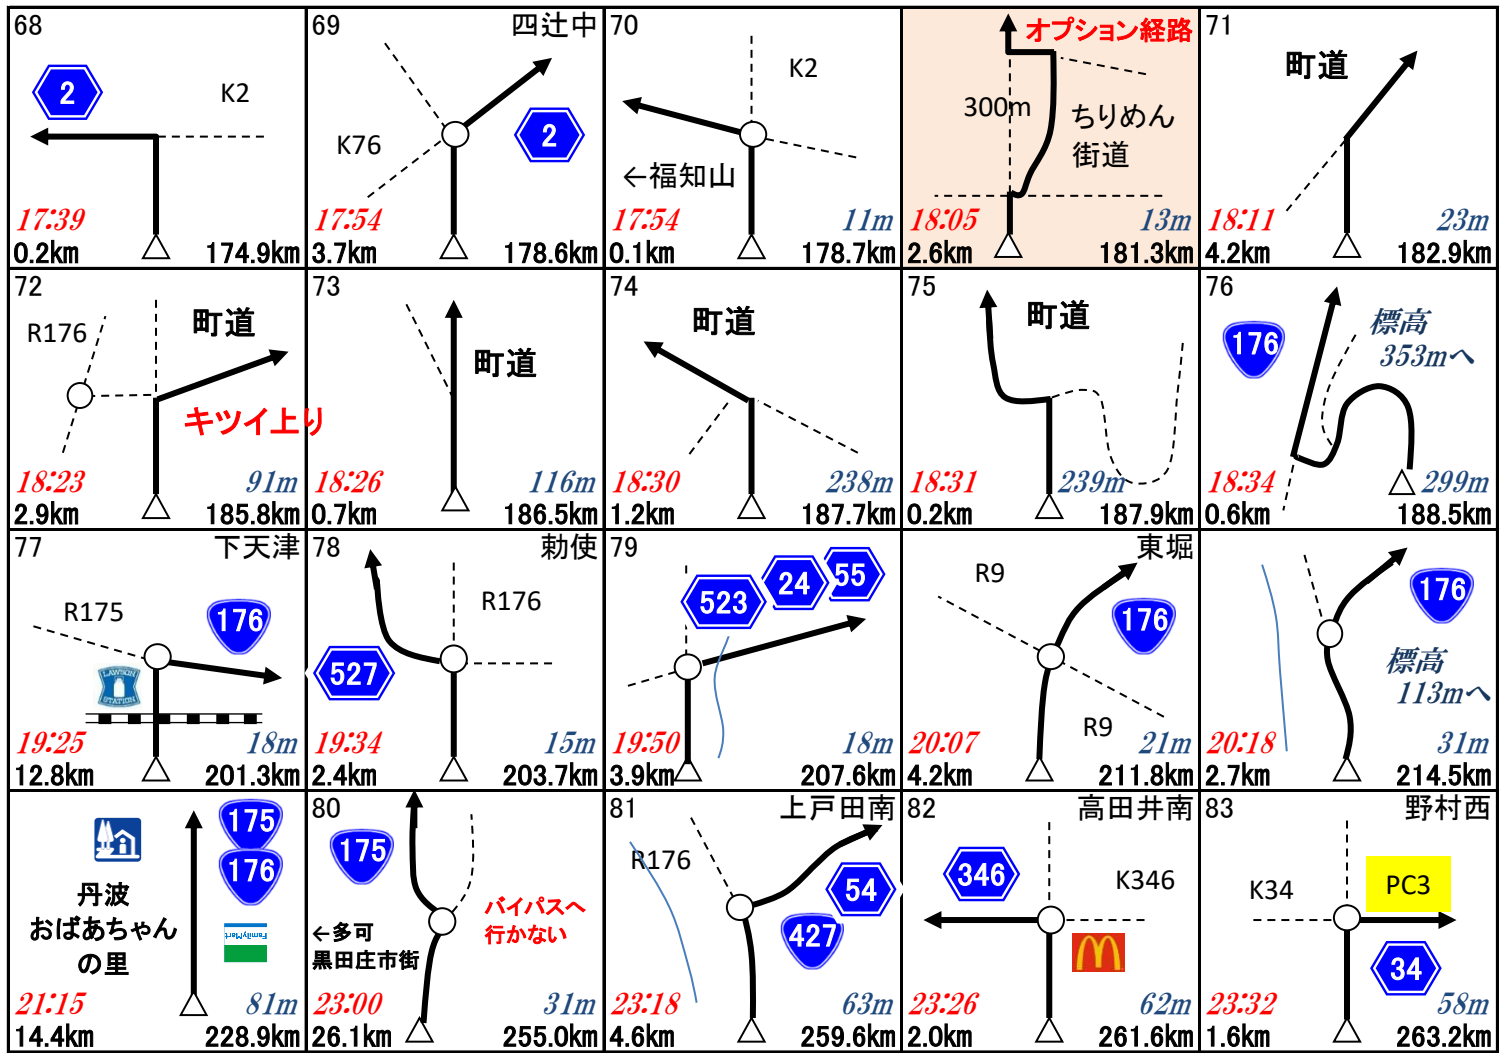 68
2
K2
17:39
0.2km
174.9km
69
四辻中
K76
2
17:54
3.7km
178.6km
70
K2
←福知山
17:54
11m
0.1km
178.7km
オプション経路
300m
ちりめん
街道
18:05
13m
2.6km
181.3km
71
町道
18:11
23m
4.2km
182.9km
72
R176
町道
キツイ上り
18:23
91m
2.9km
185.8km
73
町道
18:26
116m
0.7km
186.5km
74
町道
18:30
238m
1.2km
187.7km
75
町道
18:31
239m
0.2km
187.9km
76
176
標高
353mへ
18:34
299m
0.6km
188.5km
77
下天津
R175
176
LAWSON
STATION
19:25
18m
12.8km
201.3km
78
勅使
R176
527
19:34
15m
2.4km
203.7km
79
523
24
55
19:50
18m
3.9km
207.6km
東堀
R9
176
R9
20:07
21m
4.2km
211.8km
176
標高
113mへ
20:18
31m
2.7km
214.5km
175
176
丹波
おばあちゃん
の里
FamilyMart
21:15
81m
14.4km
228.9km
80
175
バイパスへ
行かない
←多可
黒田庄市街
23:00
31m
26.1km
255.0km
81
上戸田南
R176
54
427
23:18
63m
4.6km
259.6km
82
高田井南
346
K346
23:26
62m
2.0km
261.6km
83
野村西
K34
PC3
34
23:32
58m
1.6km
263.2km